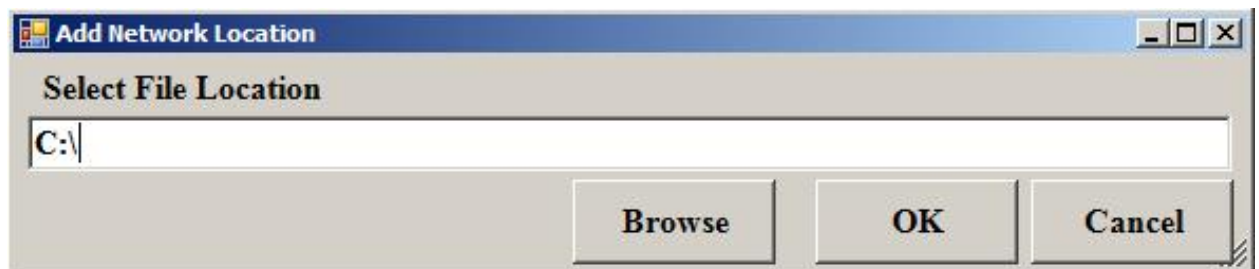 Add Network Location
Select File Location
C:\
Browse OK Cancel